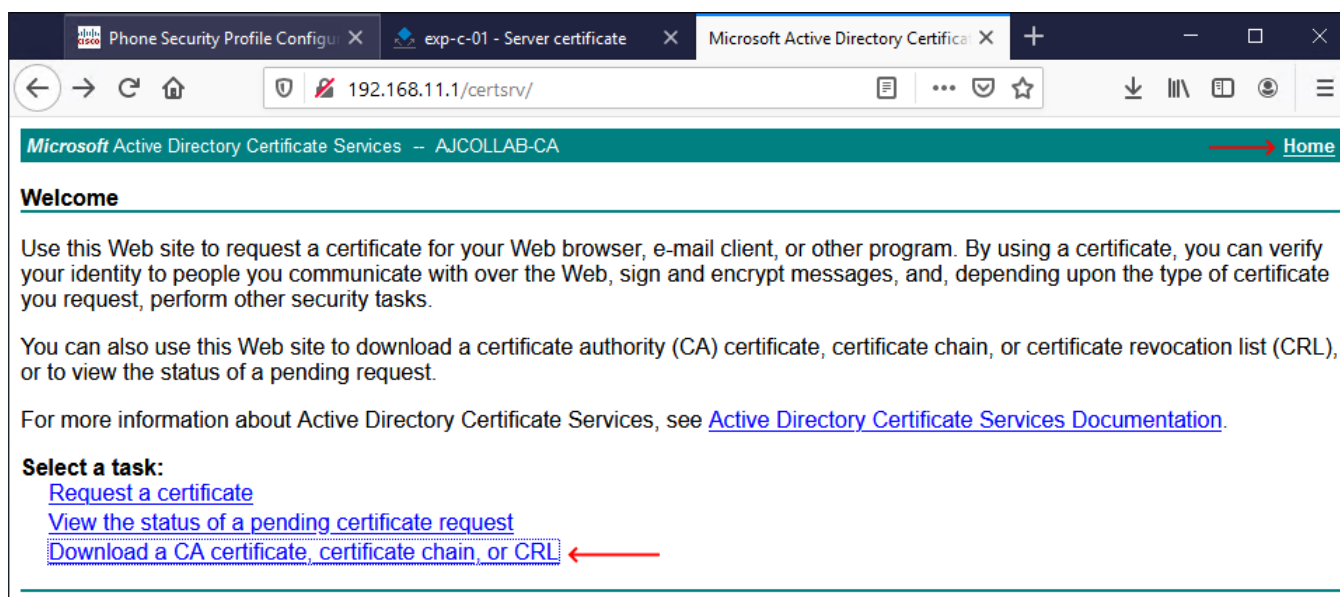 cisco Phone Security Profile Configu
exp-c-01 - Server certificate
Microsoft Active Directory Certifica
192.168.11.1/certsrv/
Microsoft Active Directory Certificate Services -- AJCOLLAB-CA
Home
Welcome
Use this Web site to request a certificate for your Web browser, e-mail client, or other program. By using a certificate, you can verify
your identity to people you communicate with over the Web, sign and encrypt messages, and, depending upon the type of certificate
you request, perform other security tasks.
You can also use this Web site to download a certificate authority (CA) certificate, certificate chain, or certificate revocation list (CRL),
or to view the status of a pending request.
For more information about Active Directory Certificate Services, see Active Directory Certificate Services Documentation.
Select a task:
Request a certificate
View the status of a pending certificate request
Download a CA certificate, certificate chain, or CRL